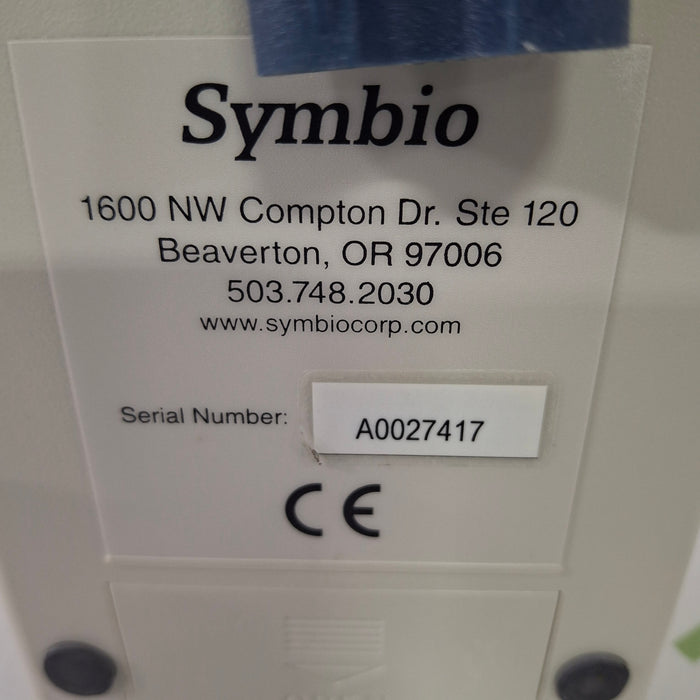 Symbio
1600 NW Compton Dr. Ste 120
Beaverton, OR 97006
503.748.2030
www.symbiocorp.com
Serial Number: A0027417
CE